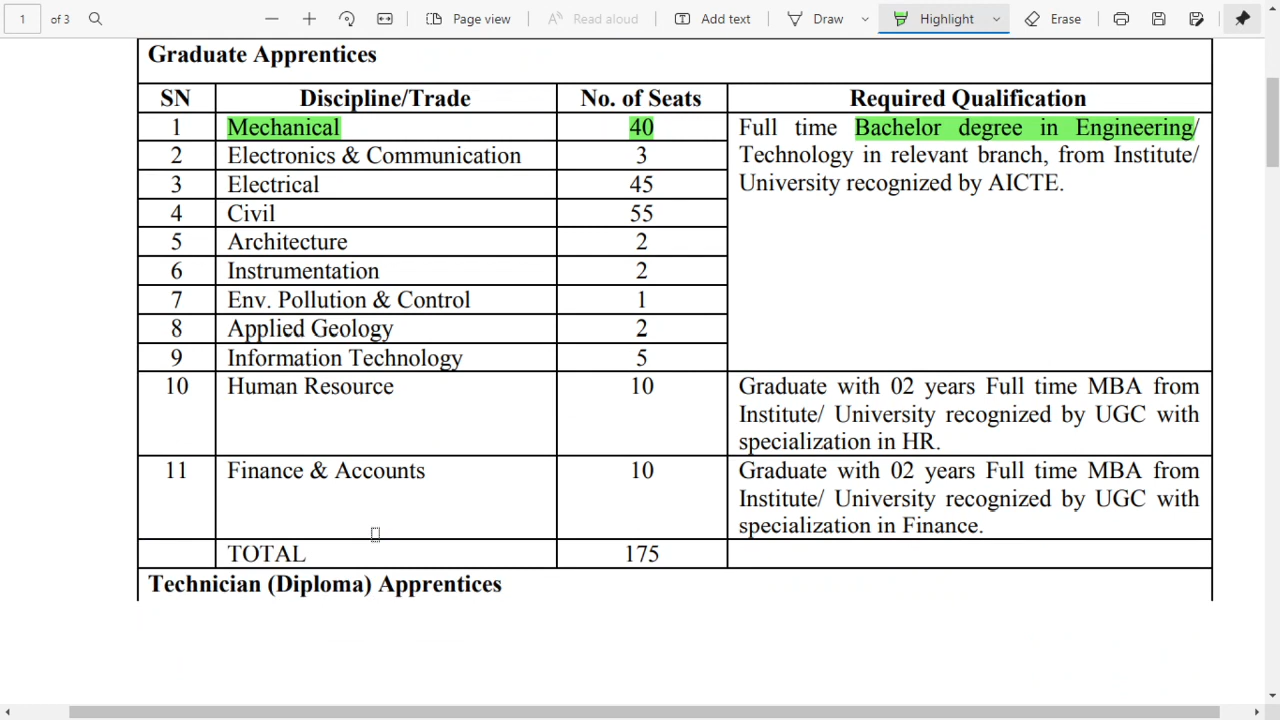 1 of 3 Page view Read aloud Add text Draw Highlight Erase
Graduate Apprentices
SN Discipline/Trade No. of Seats Required Qualification
1 Mechanical 40 Full time Bachelor degree in Engineering/
2 Electronics & Communication 3 Technology in relevant branch, from Institute/
3 Electrical 45 University recognized by AICTE.
4 Civil 55
5 Architecture 2
6 Instrumentation 2
7 Env. Pollution & Control 1
8 Applied Geology 2
9 Information Technology 5
10 Human Resource 10 Graduate with 02 years Full time MBA from
Institute/ University recognized by UGC with
specialization in HR.
11 Finance & Accounts 10 Graduate with 02 years Full time MBA from
Institute/ University recognized by UGC with
specialization in Finance.
TOTAL 175
Technician (Diploma) Apprentices